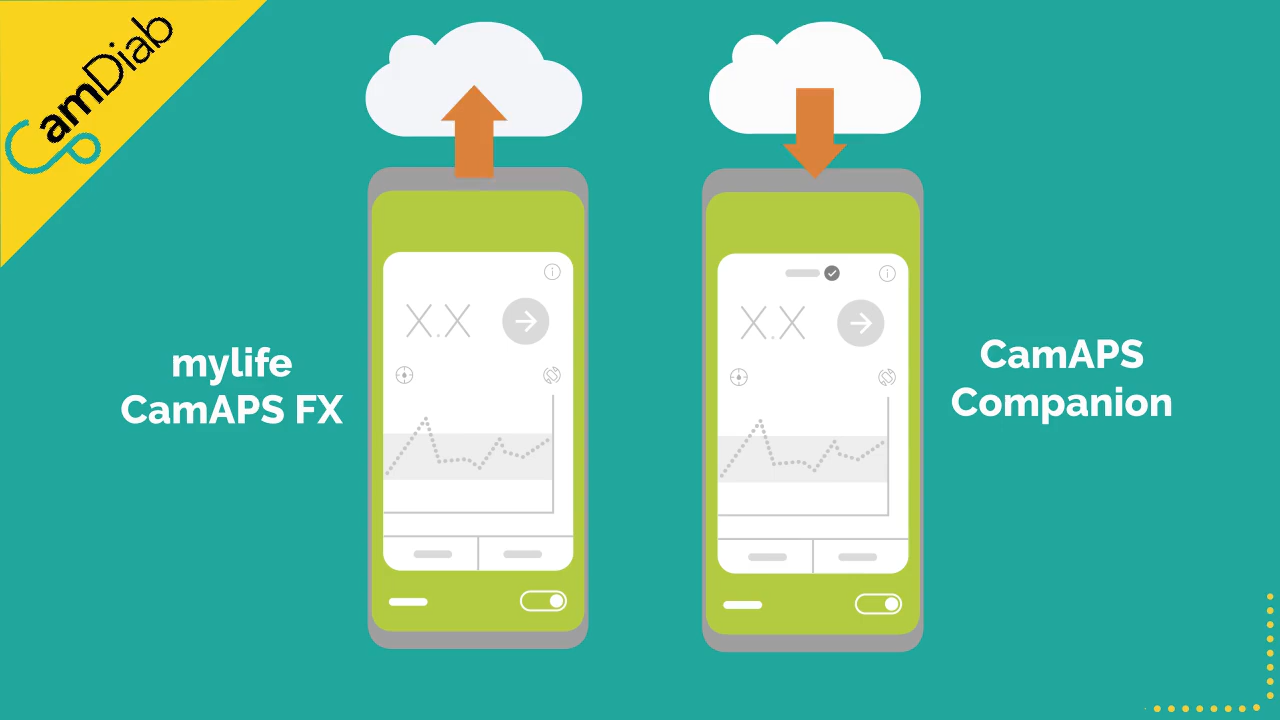 CamDiab
mylife
CamAPS FX
X.X
X.X
CamAPS
Companion